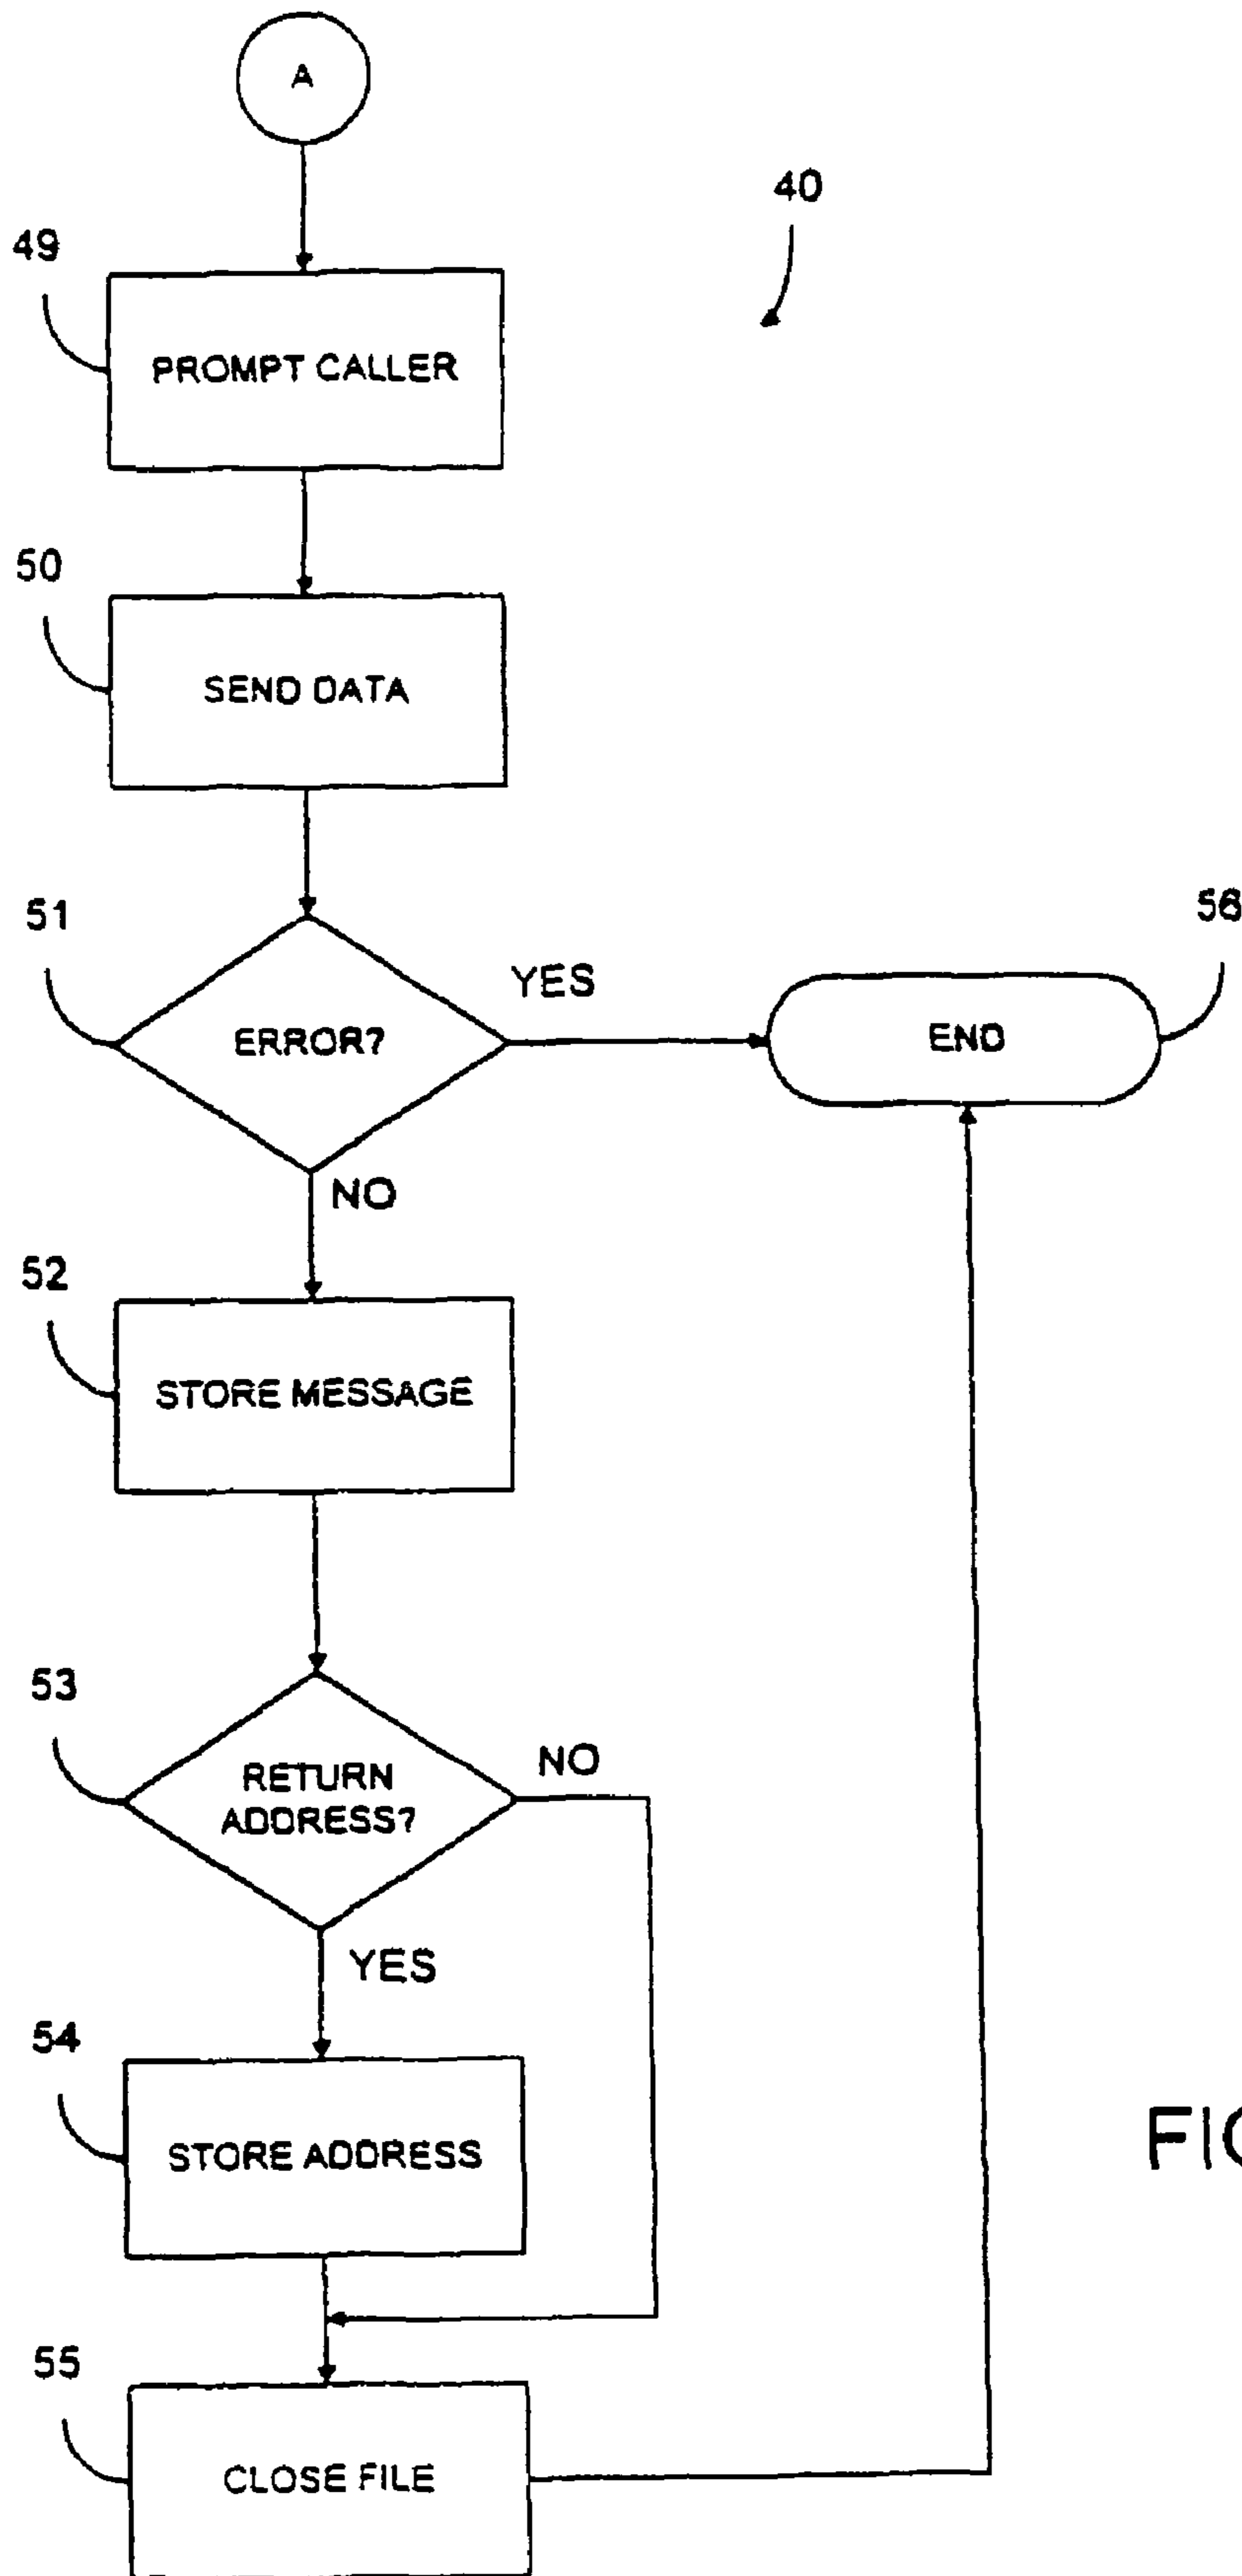 A
40
49
PROMPT CALLER
50
SEND DATA
51
ERROR?
YES
END
56
NO
52
STORE MESSAGE
53
RETURN
ADDRESS?
NO
YES
54
STORE ADDRESS
FIG
55
CLOSE FILE